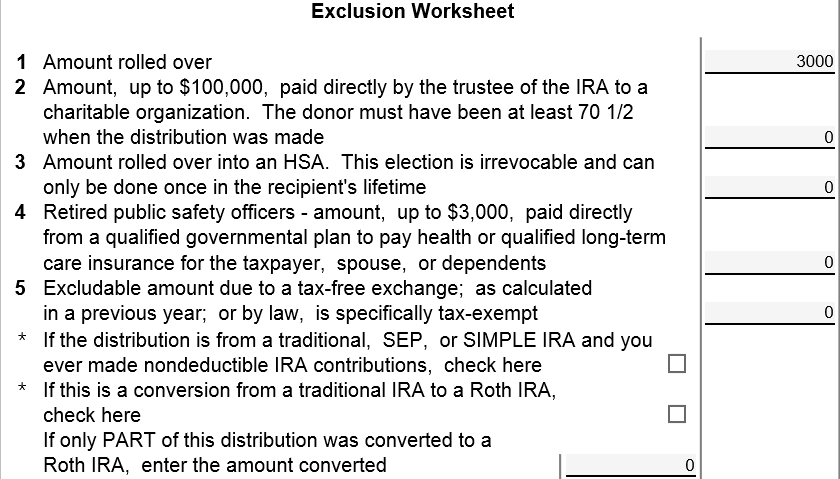 Exclusion Worksheet
1 Amount rolled over 3000
2 Amount, up to $100,000, paid directly by the trustee of the IRA to a
charitable organization. The donor must have been at least 70 1/2
when the distribution was made 0
3 Amount rolled over into an HSA. This election is irrevocable and can
only be done once in the recipient's lifetime 0
4 Retired public safety officers - amount, up to $3,000, paid directly
from a qualified governmental plan to pay health or qualified long-term
care insurance for the taxpayer, spouse, or dependents 0
5 Excludable amount due to a tax-free exchange; as calculated
in a previous year; or by law, is specifically tax-exempt 0
* If the distribution is from a traditional, SEP, or SIMPLE IRA and you
ever made nondeductible IRA contributions, check here
* If this is a conversion from a traditional IRA to a Roth IRA,
check here
If only PART of this distribution was converted to a
Roth IRA, enter the amount converted 0